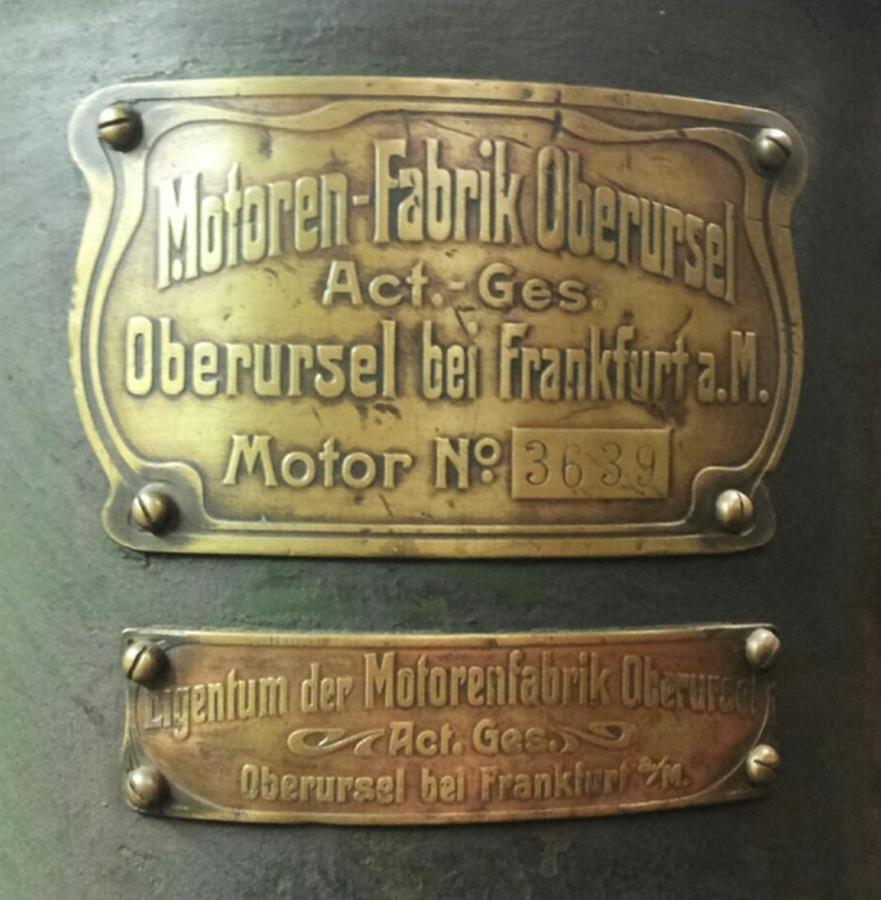 Motoren-Fabrik Oberursel
Act.-Ges.
Oberursel bei Frankfurt a.M.
Motor No. 3639
Eigentum der Motorenfabrik Oberursel
Act. Ges.
Oberursel bei Frankfurt a/M.